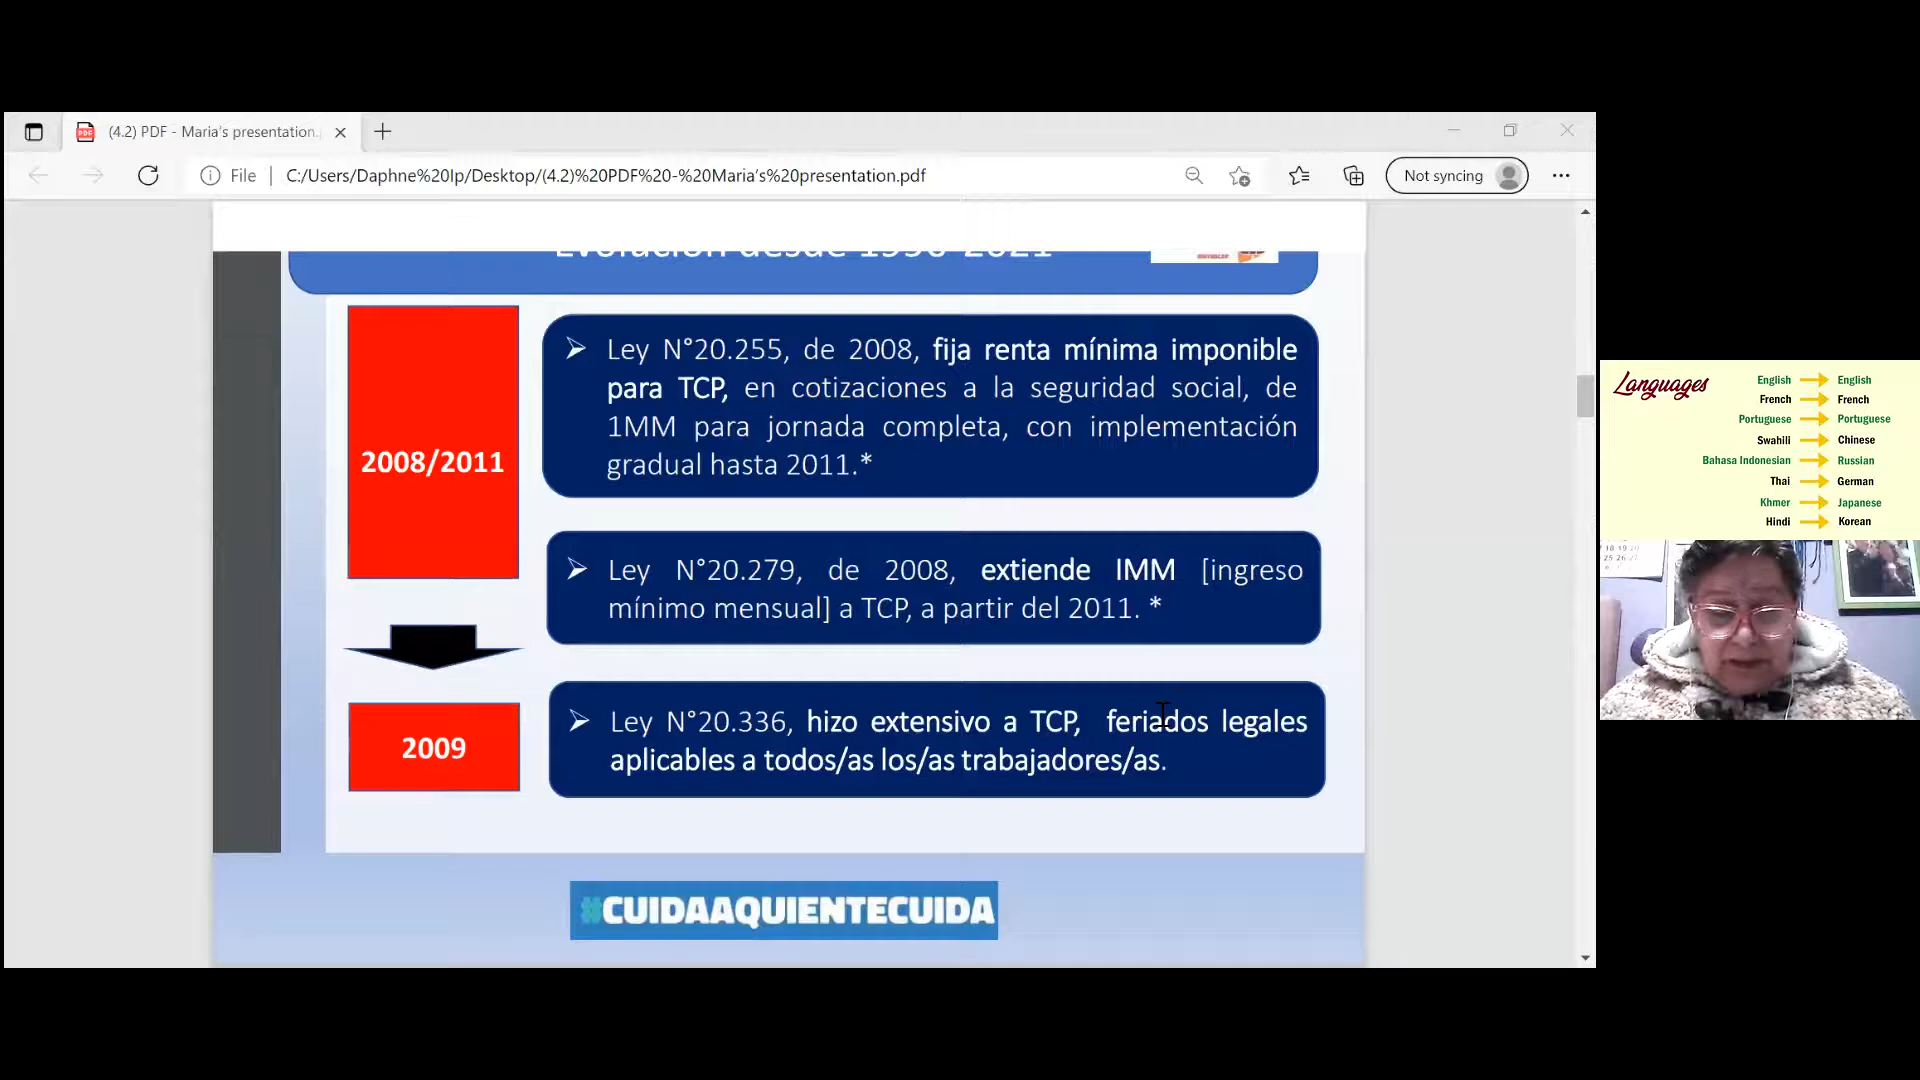 (4.2) PDF - Maria's presentation.
File
C:/Users/Daphne%20Ip/Desktop/(4.2)%20PDF%20-%20Maria's%20presentation.pdf
Not syncing
Evolución desde 1990-2021
2008/2011
➢ Ley N°20.255, de 2008, fija renta mínima imponible
para TCP, en cotizaciones a la seguridad social, de
1MM para jornada completa, con implementación
gradual hasta 2011.*
➢ Ley N°20.279, de 2008, extiende IMM [ingreso
mínimo mensual] a TCP, a partir del 2011. *
2009
➢ Ley N°20.336, hizo extensivo a TCP, feriados legales
aplicables a todos/as los/as trabajadores/as.
#CUIDAAQUIENTECUIDA
Languages
English English
French French
Portuguese Portuguese
Swahili Chinese
Bahasa Indonesian Russian
Thai German
Khmer Japanese
Hindi Korean